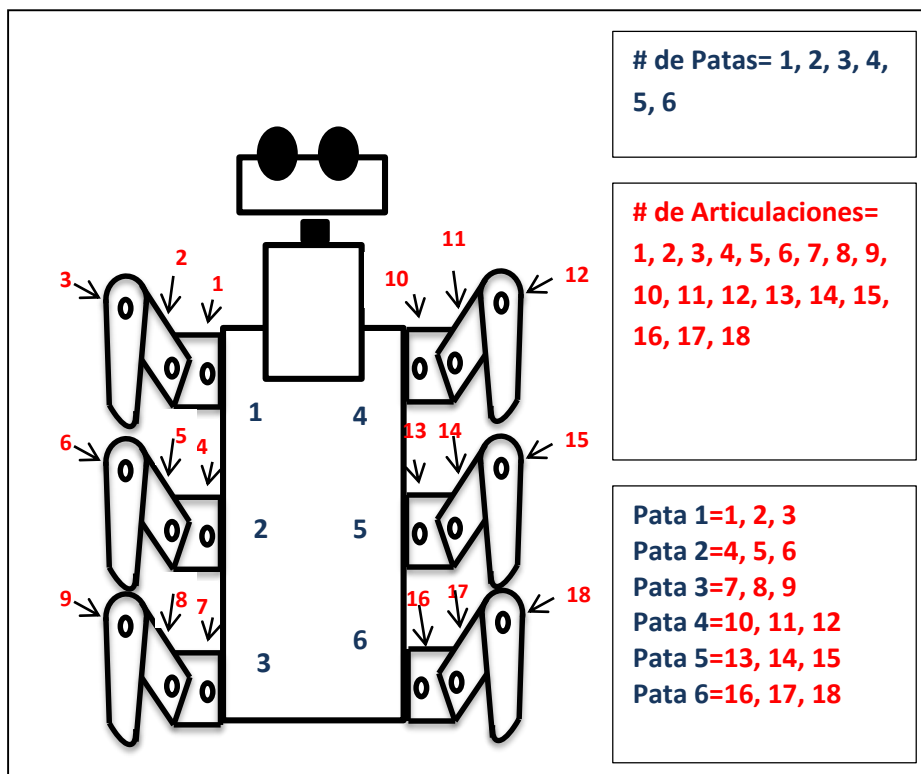 # de Patas= 1, 2, 3, 4,
5, 6
# de Articulaciones=
1, 2, 3, 4, 5, 6, 7, 8, 9,
10, 11, 12, 13, 14, 15,
16, 17, 18
Pata 1=1, 2, 3
Pata 2=4, 5, 6
Pata 3=7, 8, 9
Pata 4=10, 11, 12
Pata 5=13, 14, 15
Pata 6=16, 17, 18
3
2
1
10
11
12
1
4
6
5
4
13
14
15
2
5
9
8
7
16
17
18
3
6